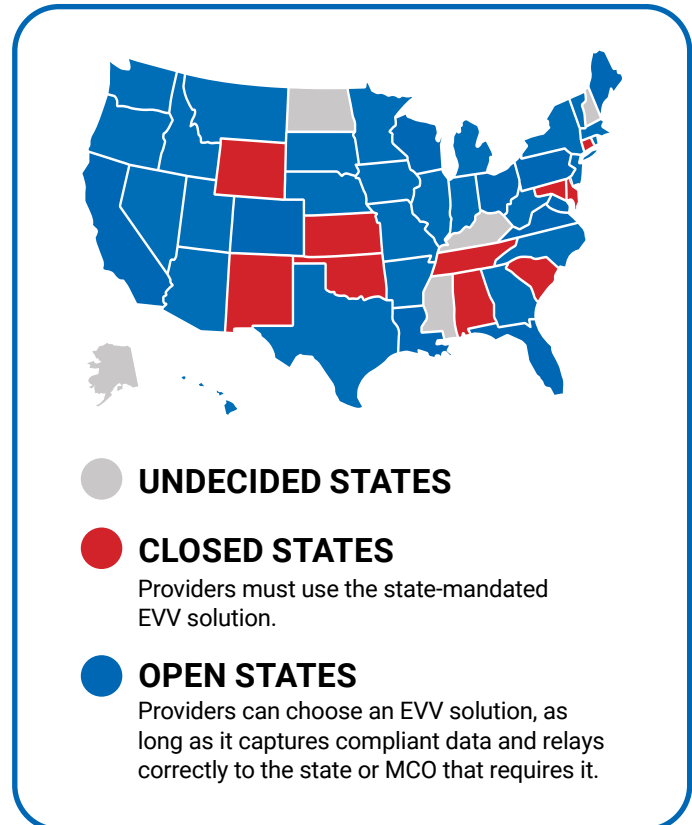 UNDECIDED STATES
CLOSED STATES
Providers must use the state-mandated
EVV solution.
OPEN STATES
Providers can choose an EVV solution, as
long as it captures compliant data and relays
correctly to the state or MCO that requires it.